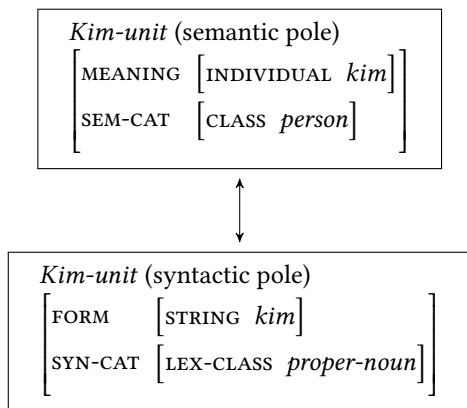 Kim-unit (semantic pole)
MEANING [INDIVIDUAL kim]
SEM-CAT [CLASS person]
Kim-unit (syntactic pole)
FORM [STRING kim]
SYN-CAT [LEX-CLASS proper-noun]